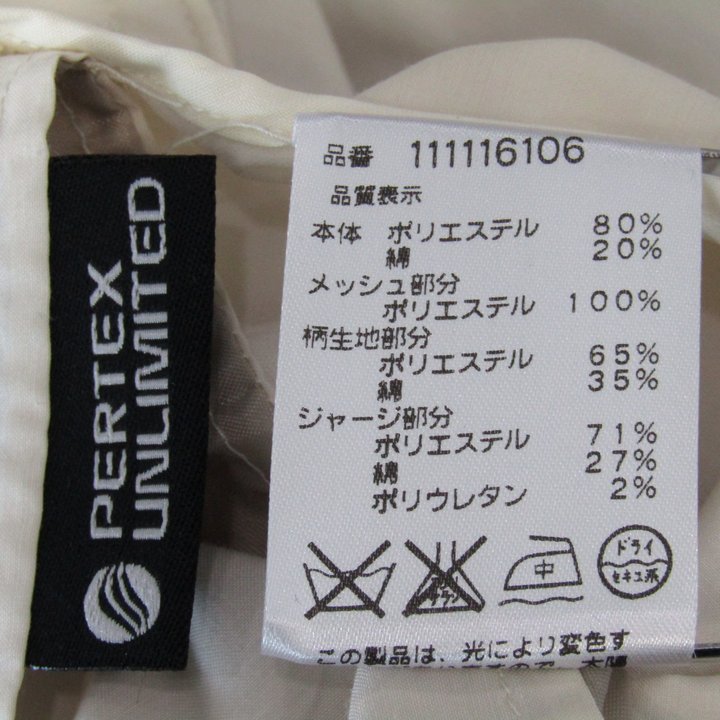 PERTEX
UNLIMITED
品番 111116106
品質表示
本体 ポリエステル 80%
綿 20%
メッシュ部分
ポリエステル 100%
柄生地部分
ポリエステル 65%
綿 35%
ジャージ部分
ポリエステル 71%
綿 27%
ポリウレタン 2%
中
ドライ
セキユ系
この製品は、光により変色す